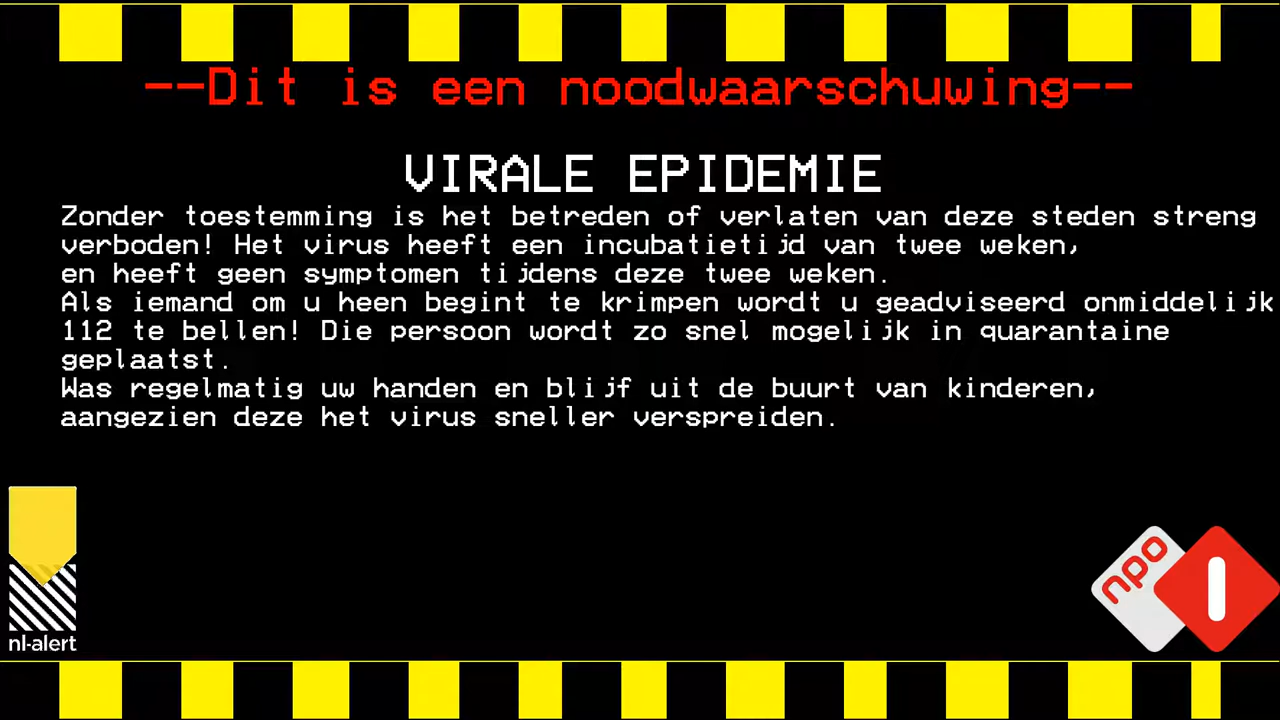 --Dit is een noodwaarschuwing--
VIRALE EPIDEMIE
Zonder toestemming is het betreden of verlaten van deze steden streng
verboden! Het virus heeft een incubatietijd van twee weken,
en heeft geen symptomen tijdens deze twee weken.
Als iemand om u heen begint te krimpen wordt u geadviseerd onmiddelijk
112 te bellen! Die persoon wordt zo snel mogelijk in quarantaine
geplaatst.
Was regelmatig uw handen en blijf uit de buurt van kinderen,
aangezien deze het virus sneller verspreiden.
npo 1
nl-alert